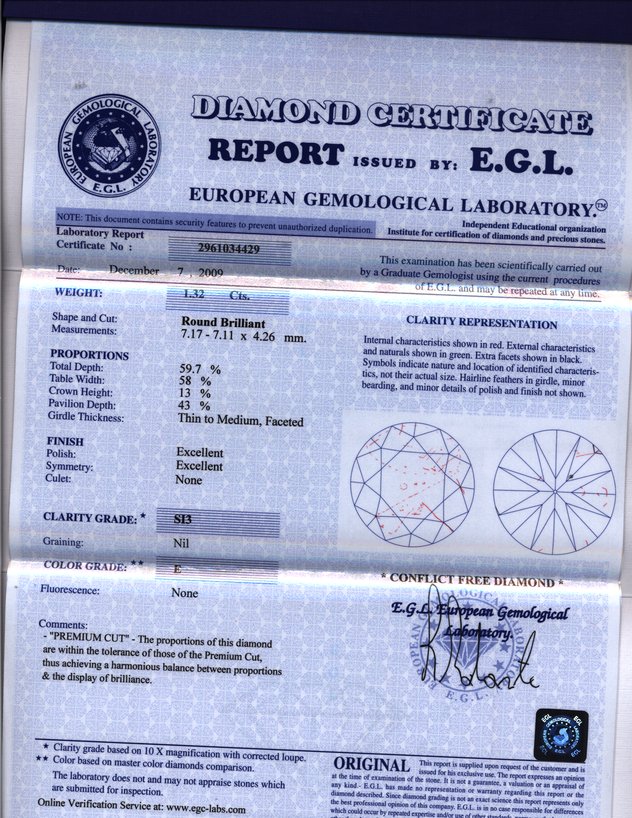 EUROPEAN GEMOLOGICAL LABORATORY
E.G.L.
DIAMOND CERTIFICATE
REPORT ISSUED BY: E.G.L.
EUROPEAN GEMOLOGICAL LABORATORY.™
NOTE: This document contains security features to prevent unauthorized duplication.
Independent Educational organization
Institute for certification of diamonds and precious stones.
Laboratory Report
Certificate No : 2961034429
Date: December 7, 2009
This examination has been scientifically carried out
by a Graduate Gemologist using the current procedures
of E.G.L. and may be repeated at any time.
WEIGHT: 1.32 Cts.
Shape and Cut: Round Brilliant
Measurements: 7.17 - 7.11 x 4.26 mm.
PROPORTIONS
Total Depth: 59.7 %
Table Width: 58 %
Crown Height: 13 %
Pavilion Depth: 43 %
Girdle Thickness: Thin to Medium, Faceted
FINISH
Polish: Excellent
Symmetry: Excellent
Culet: None
CLARITY GRADE: * SI3
Graining: Nil
COLOR GRADE: ** E
Fluorescence: None
Comments:
- "PREMIUM CUT" - The proportions of this diamond
are within the tolerance of those of the Premium Cut,
thus achieving a harmonious balance between proportions
& the display of brilliance.
CLARITY REPRESENTATION
Internal characteristics shown in red. External characteristics
and naturals shown in green. Extra facets shown in black.
Symbols indicate nature and location of identified characteris-
tics, not their actual size. Hairline feathers in girdle, minor
bearding, and minor details of polish and finish not shown.
* CONFLICT FREE DIAMOND *
E.G.L. European Gemological
Laboratory.
E.G.L.
EGL
* Clarity grade based on 10 X magnification with corrected loupe.
** Color based on master color diamonds comparison.
The laboratory does not and may not appraise stones which
are submitted for inspection.
Online Verification Service at: www.egc-labs.com
ORIGINAL This report is supplied upon request of the customer and is
issued for his exclusive use. The report expresses an opinion
at the time of examination of the stone. It is not a guarantee, a valuation or an appraisal of
any kind.- E.G.L. has made no representation or warranty regarding this report or the
diamond described. Since diamond grading is not an exact science this report represents only
the best professional opinion of this company. E.G.L. is in no case responsible for differences
which could occur by repeated expertise and/or use of other standards,